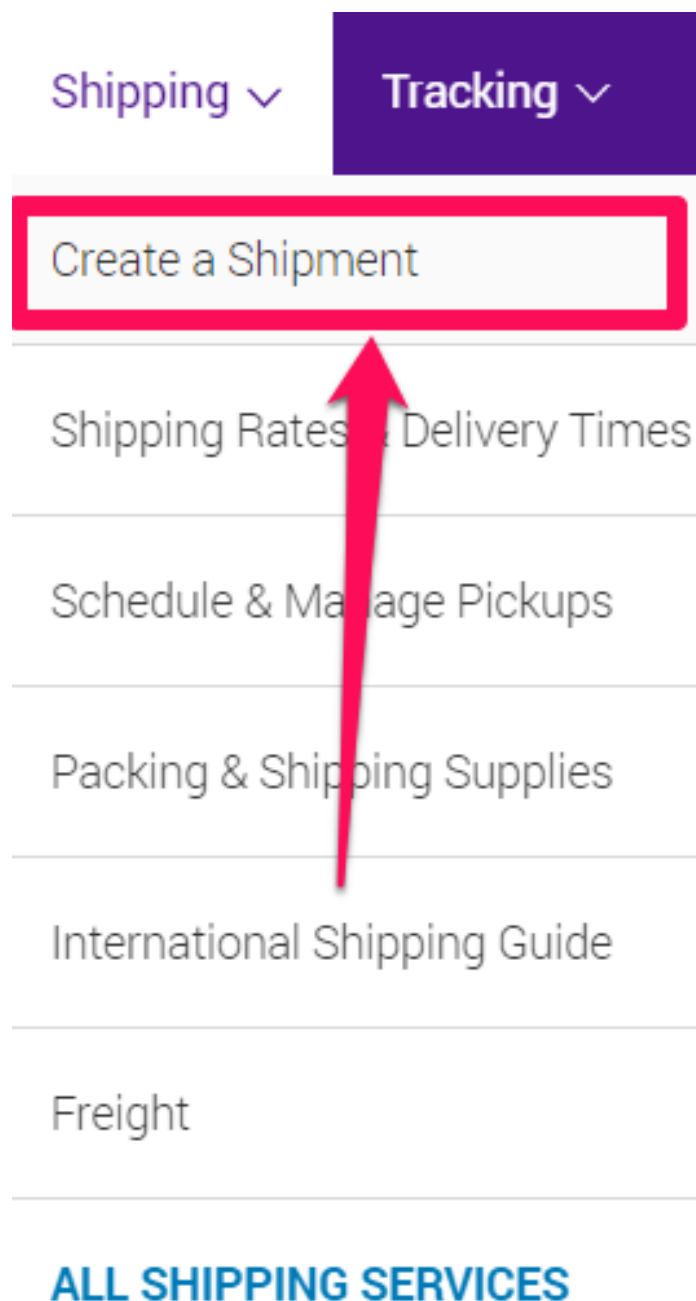 Shipping Tracking
Create a Shipment
Shipping Rates & Delivery Times
Schedule & Manage Pickups
Packing & Shipping Supplies
International Shipping Guide
Freight
ALL SHIPPING SERVICES